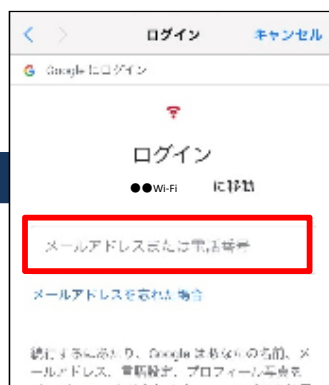 ログイン キャンセル
Google にログイン
ログイン
●●Wi-Fi に移動
メールアドレスまたは電話番号
メールアドレスを忘れた場合
続行するにあたり、Google はあなたの名前、メ
ールアドレス、言語設定、プロフィール写真を